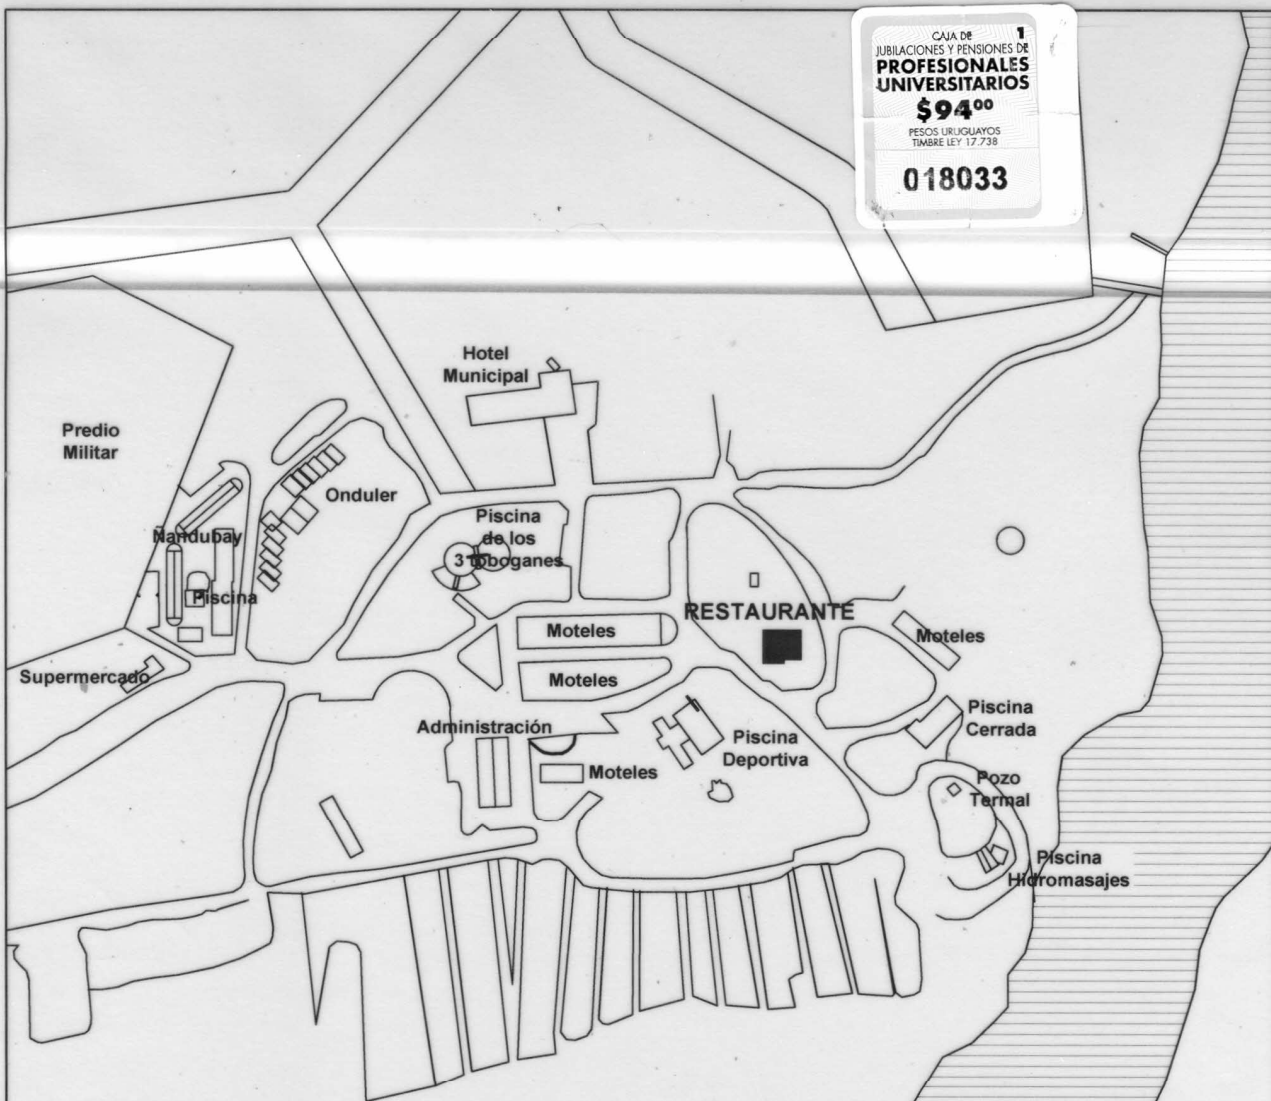 CAJA DE 1
JUBILACIONES Y PENSIONES DE
PROFESIONALES
UNIVERSITARIOS
$94⁰⁰
PESOS URUGUAYOS
TIMBRE LEY 17.738
018033
Hotel
Municipal
Predio
Militar
Onduler
Piscina
de los
3 toboganes
Ñandubay
Piscina
RESTAURANTE
Moteles
Moteles
Moteles
Supermercado
Administración
Piscina
Cerrada
Piscina
Deportiva
Moteles
Pozo
Termal
Piscina
Hidromasajes